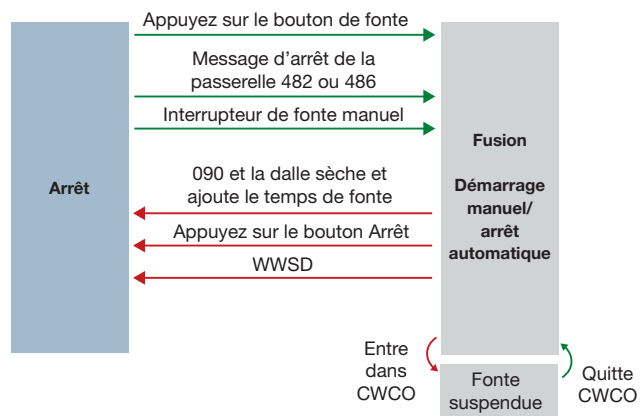 Appuyez sur le bouton de fonte
Message d’arrêt de la
passerelle 482 ou 486
Interrupteur de fonte manuel
Arrêt
090 et la dalle sèche et
ajoute le temps de fonte
Appuyez sur le bouton Arrêt
WWSD
Fusion
Démarrage
manuel/
arrêt
automatique
Entre
dans
CWCO
Fonte
suspendue
Quitte
CWCO